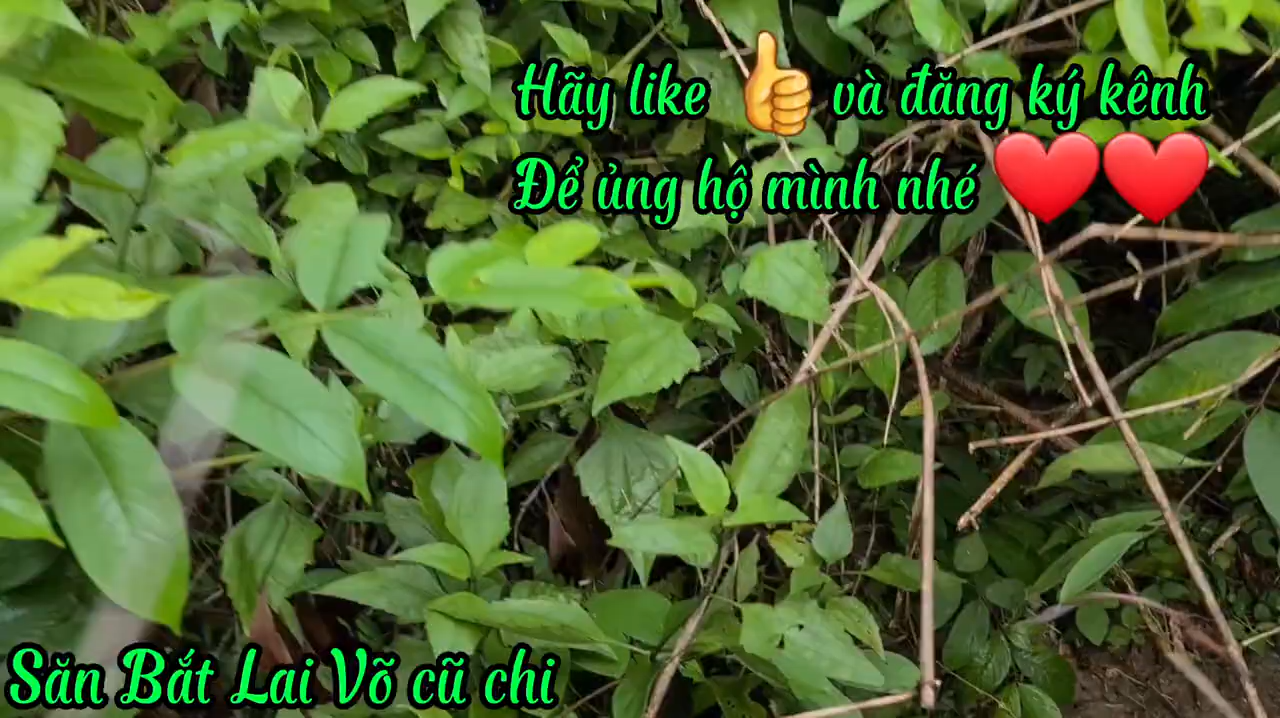 Hãy like 👍 và đăng ký kênh
Để ủng hộ mình nhé ❤️❤️
Săn Bắt Lai Võ cũ chi